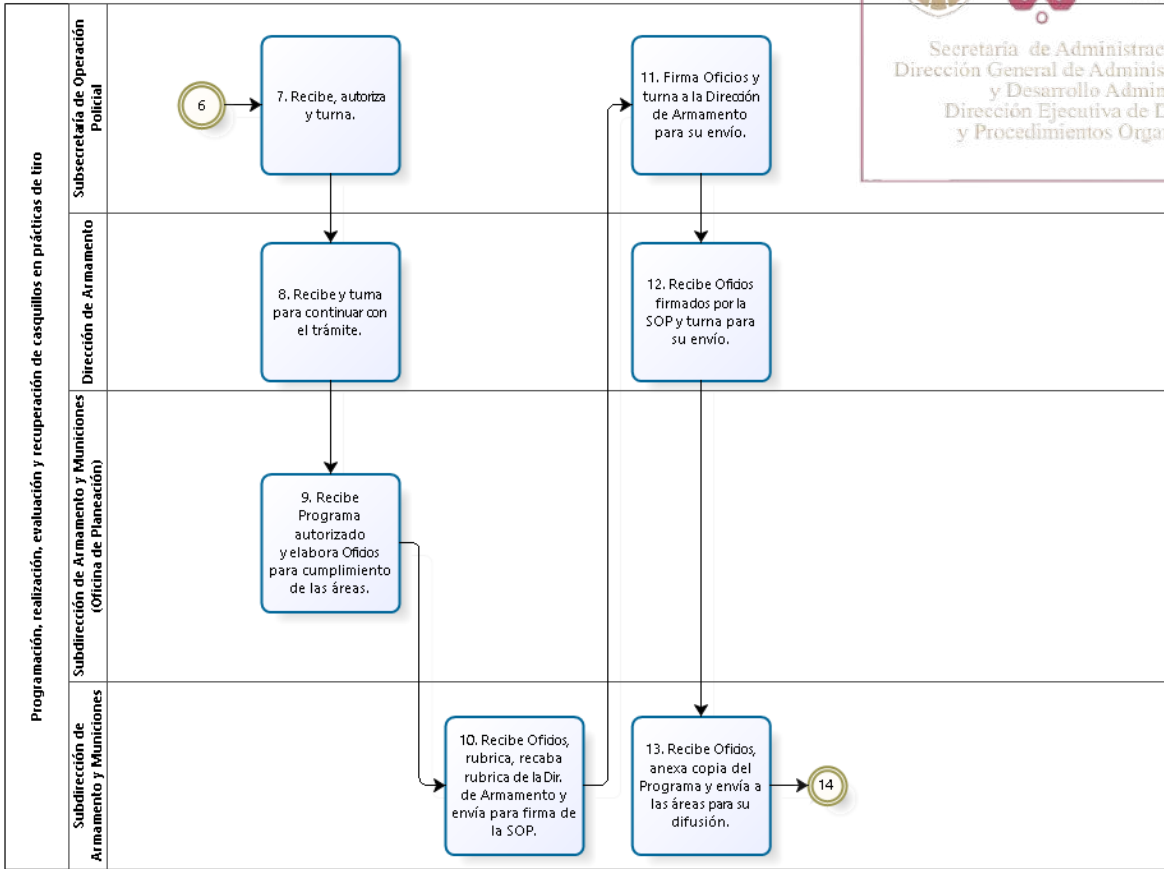 Programación, realización, evaluación y recuperación de casquillos en prácticas de tiro
Subsecretaría de Operación
Policial
6
7. Recibe, autoriza
y turna.
11. Firma Oficios y
turna a la Dirección
de Armamento
para su envío.
Secretaría de Administrac
Dirección General de Adminis
y Desarrollo Admin
Dirección Ejecutiva de D
y Procedimientos Orga
Dirección de Armamento
8. Recibe y turna
para continuar con
el trámite.
12. Recibe Oficios
firmados por la
SOP y turna para
su envío.
Subdirección de Armamento y Municiones
(Oficina de Planeación)
9. Recibe
Programa
autorizado
y elabora Oficios
para cumplimiento
de las áreas.
Subdirección de
Armamento y Municiones
10. Recibe Oficios,
rubrica, recaba
rubrica de la Dir.
de Armamento y
envía para firma de
la SOP.
13. Recibe Oficios,
anexa copia del
Programa y envía a
las áreas para su
difusión.
14